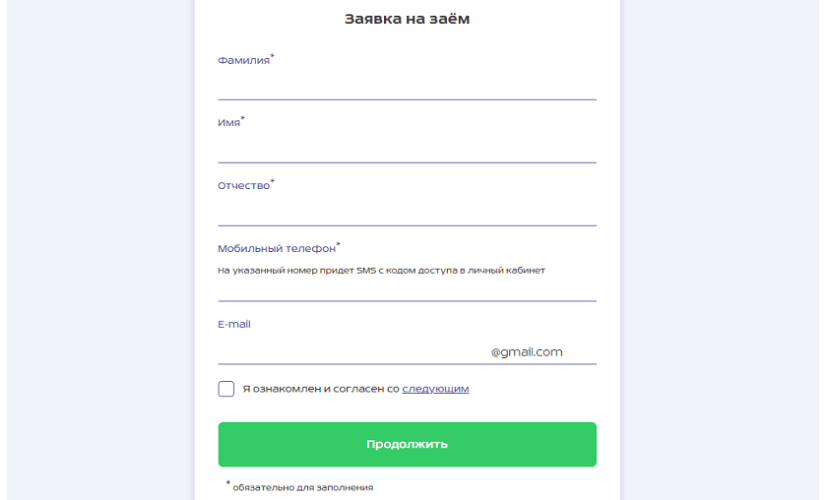 Заявка на заём
Фамилия*
Имя*
Отчество*
Мобильный телефон*
На указанный номер придет SMS с кодом доступа в личный кабинет
E-mail
@gmail.com
Я ознакомлен и согласен со следующим
Продолжить
* обязательно для заполнения